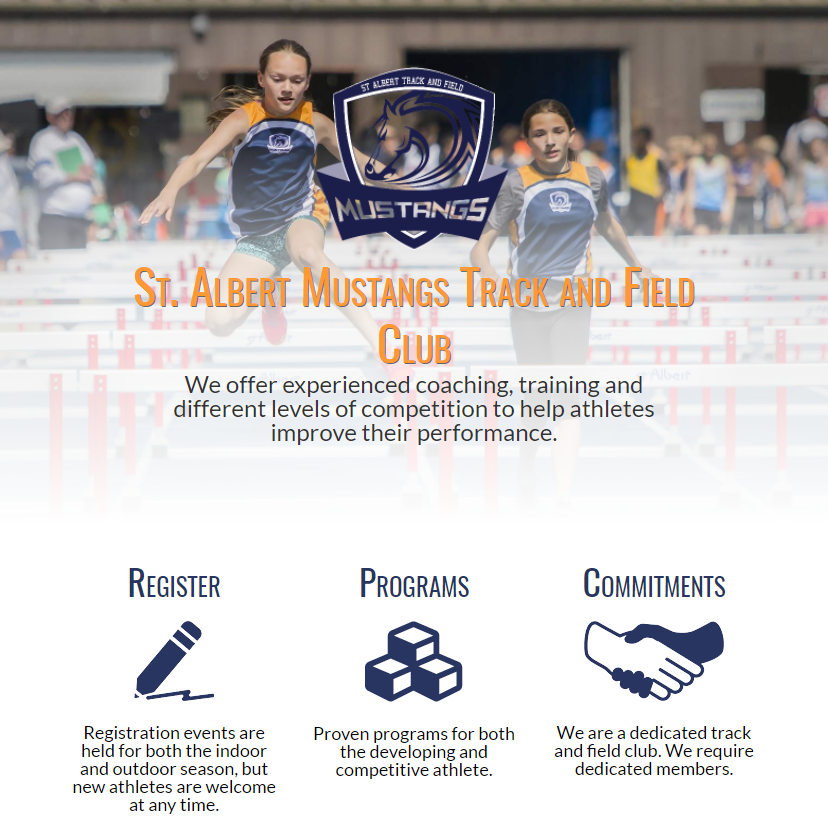 ST ALBERT TRACK AND FIELD
MUSTANGS
St. Albert Mustangs Track and Field
Club
We offer experienced coaching, training and
different levels of competition to help athletes
improve their performance.
Register
Programs
Commitments
Registration events are
held for both the indoor
and outdoor season, but
new athletes are welcome
at any time.
Proven programs for both
the developing and
competitive athlete.
We are a dedicated track
and field club. We require
dedicated members.